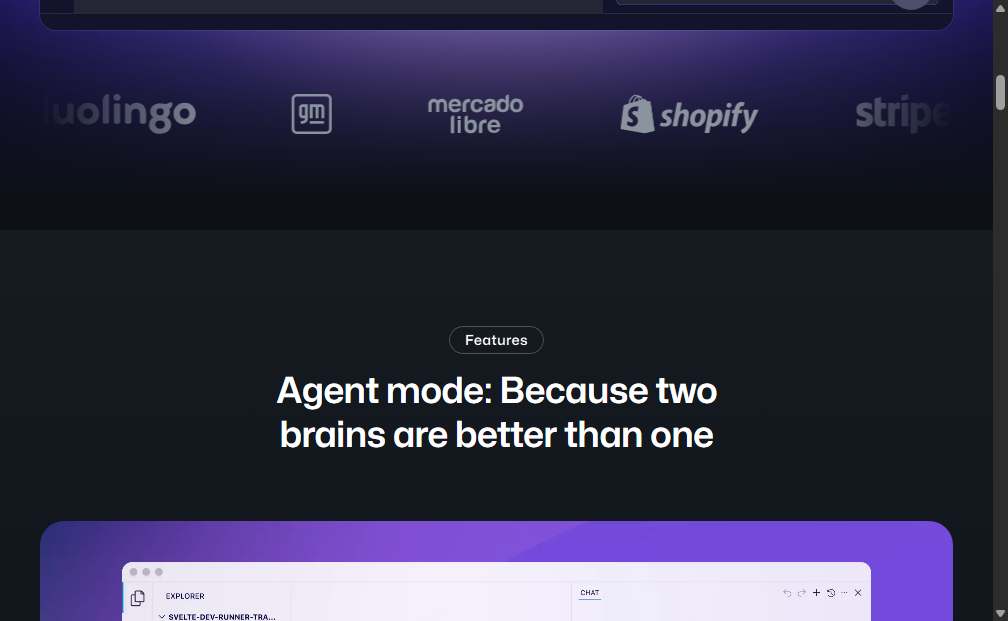 uolingo
gm
mercado
libre
shopify
stripe
Features
Agent mode: Because two
brains are better than one
EXPLORER
CHAT
SVELTE-DEV-RUNNER-TRA...